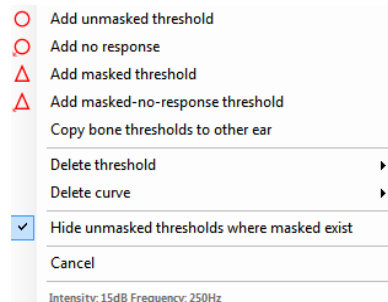 Add unmasked threshold
Add no response
Add masked threshold
Add masked-no-response threshold
Copy bone thresholds to other ear
Delete threshold
Delete curve
Hide unmasked thresholds where masked exist
Cancel
Intensity: 15dB Frequency: 250Hz